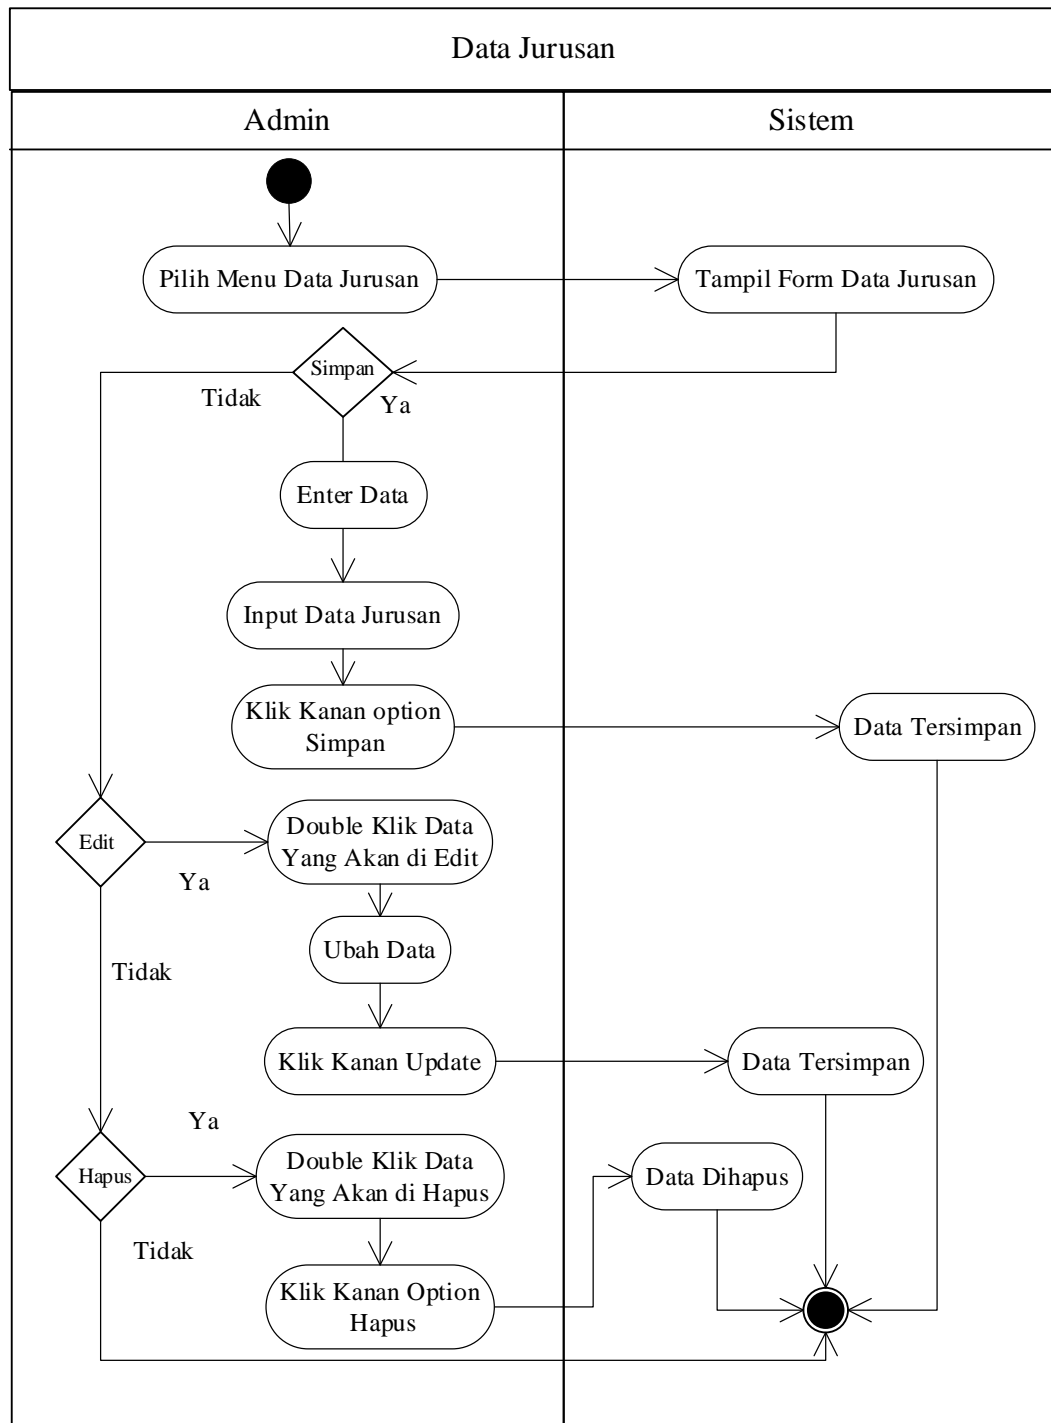 Data Jurusan
Admin
Sistem
Pilih Menu Data Jurusan
Tampil Form Data Jurusan
Simpan
Tidak
Ya
Enter Data
Input Data Jurusan
Klik Kanan option
Simpan
Data Tersimpan
Edit
Ya
Double Klik Data
Yang Akan di Edit
Ubah Data
Tidak
Klik Kanan Update
Data Tersimpan
Ya
Hapus
Double Klik Data
Yang Akan di Hapus
Data Dihapus
Tidak
Klik Kanan Option
Hapus